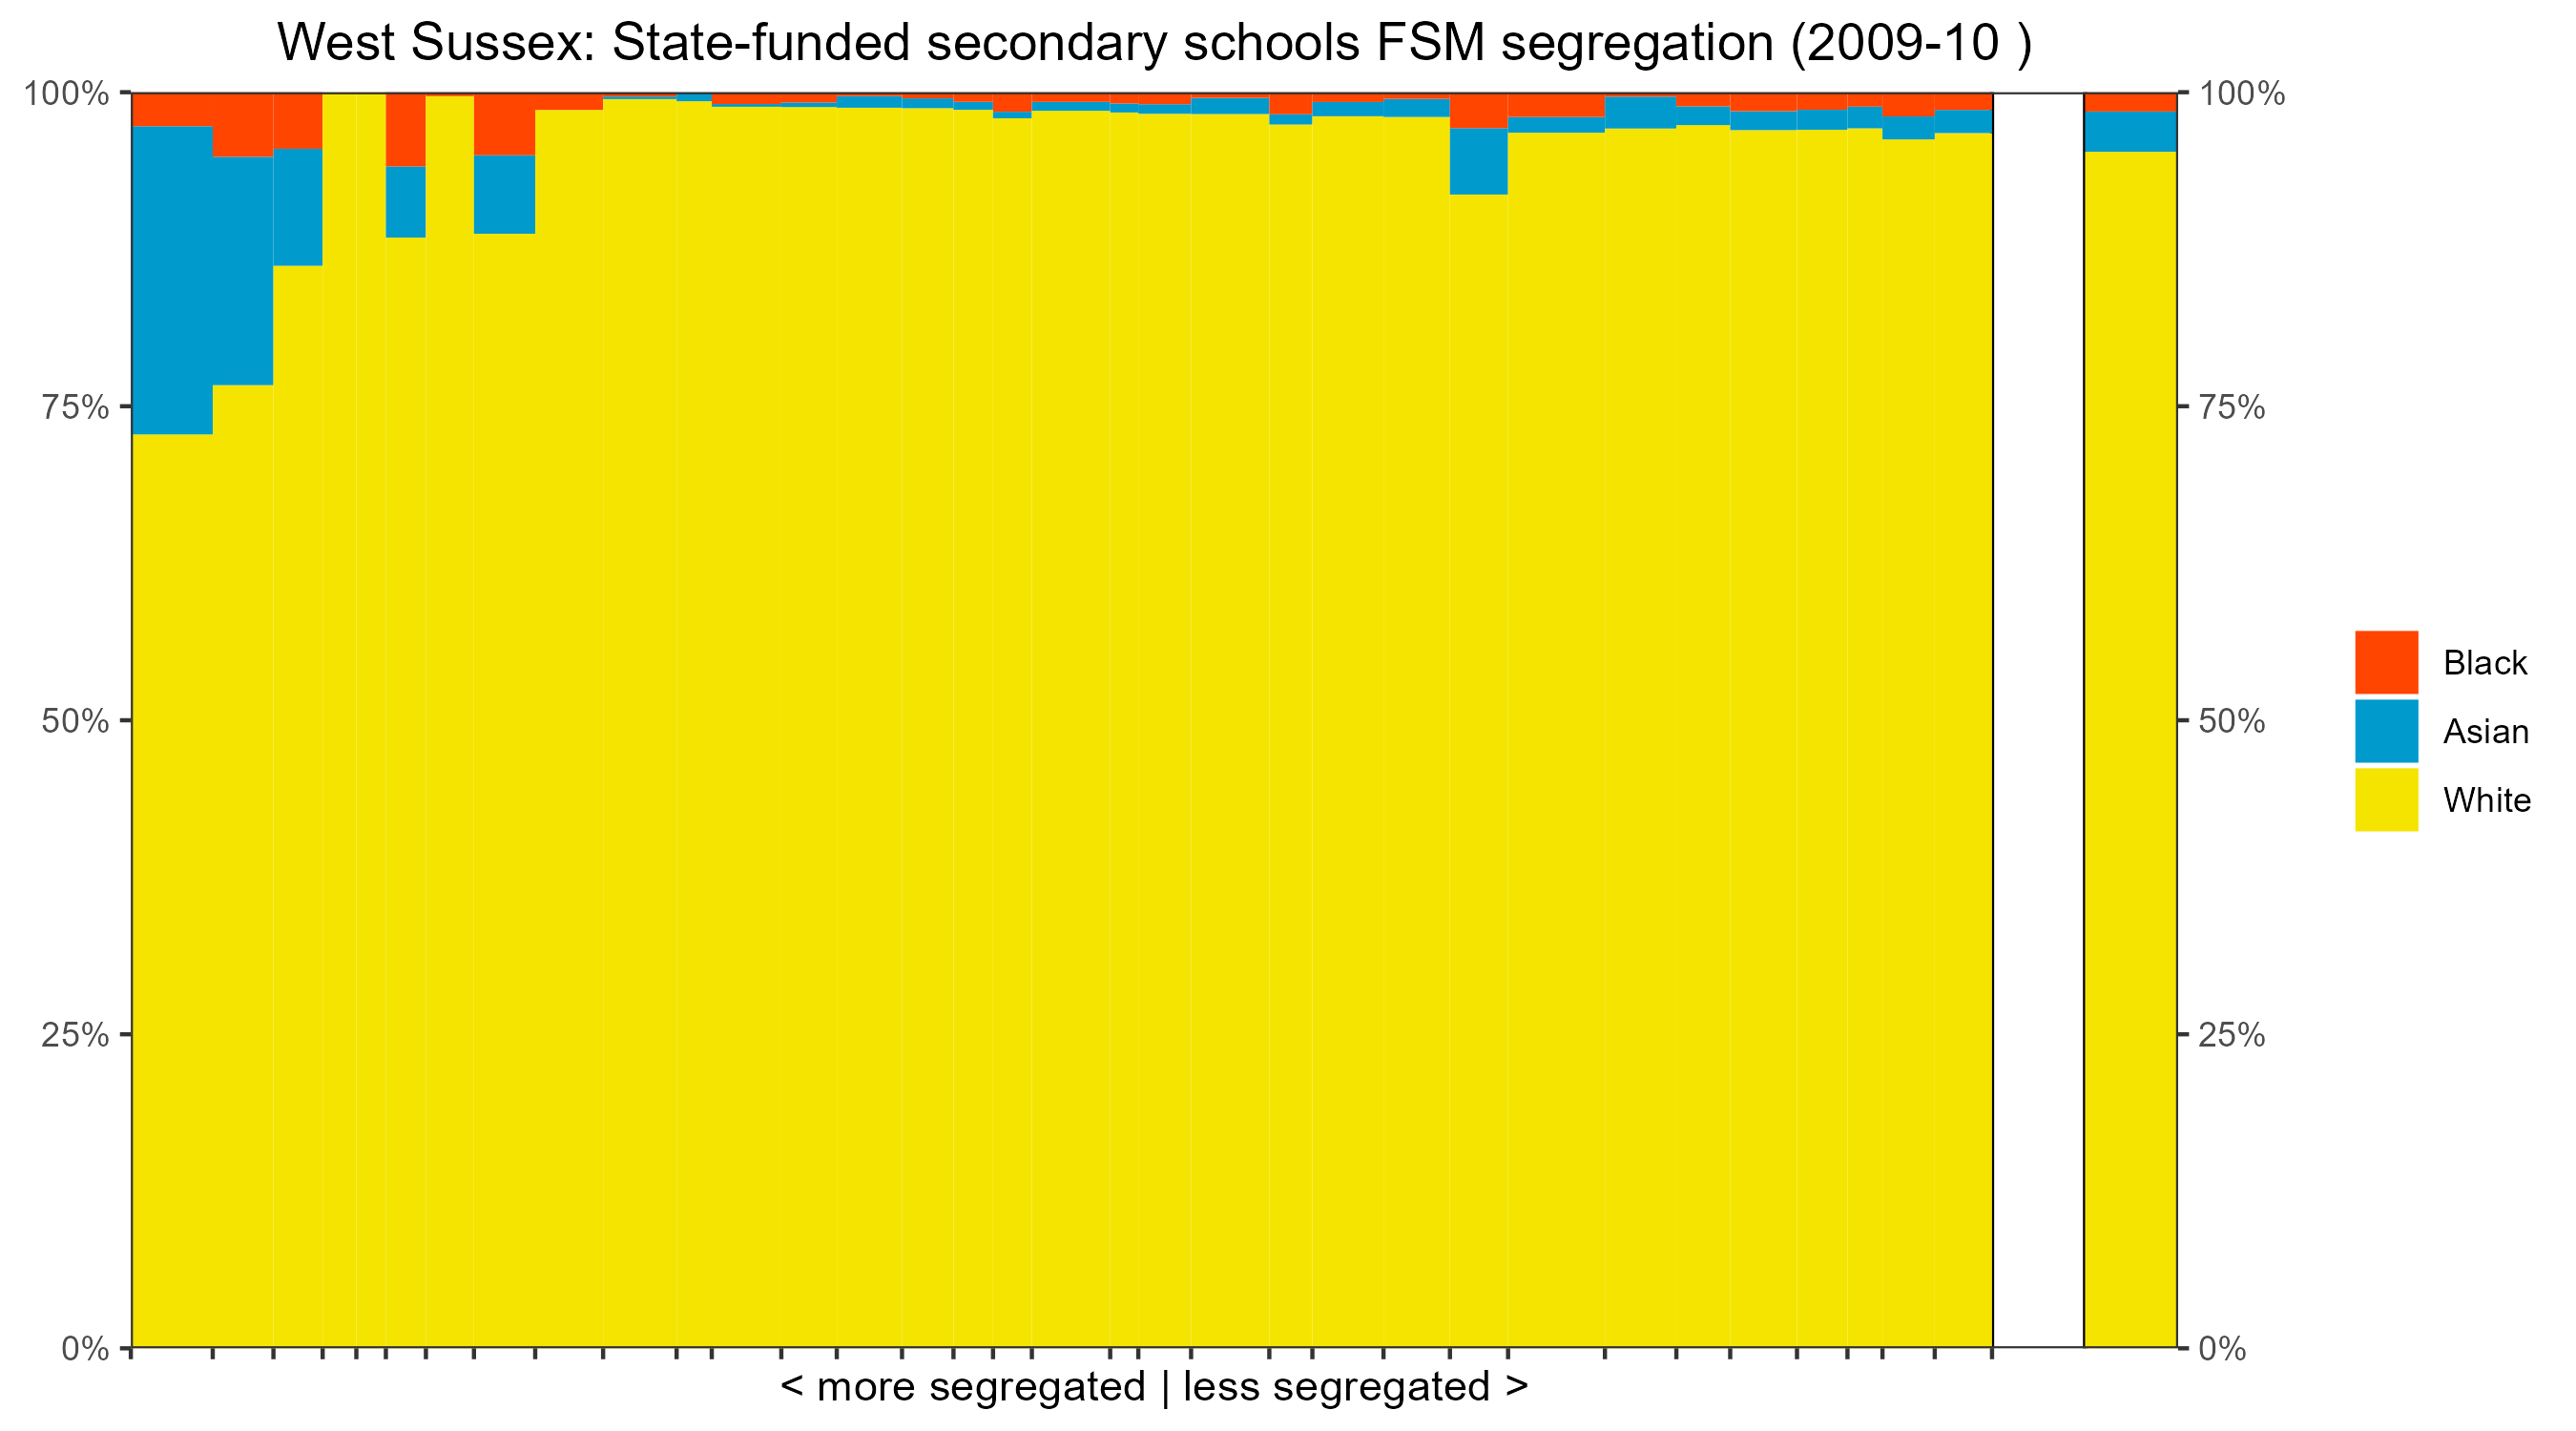 West Sussex: State-funded secondary schools FSM segregation (2009-10 )
100%
75%
50%
25%
0%
100%
75%
50%
25%
0%
Black
Asian
White
< more segregated | less segregated >